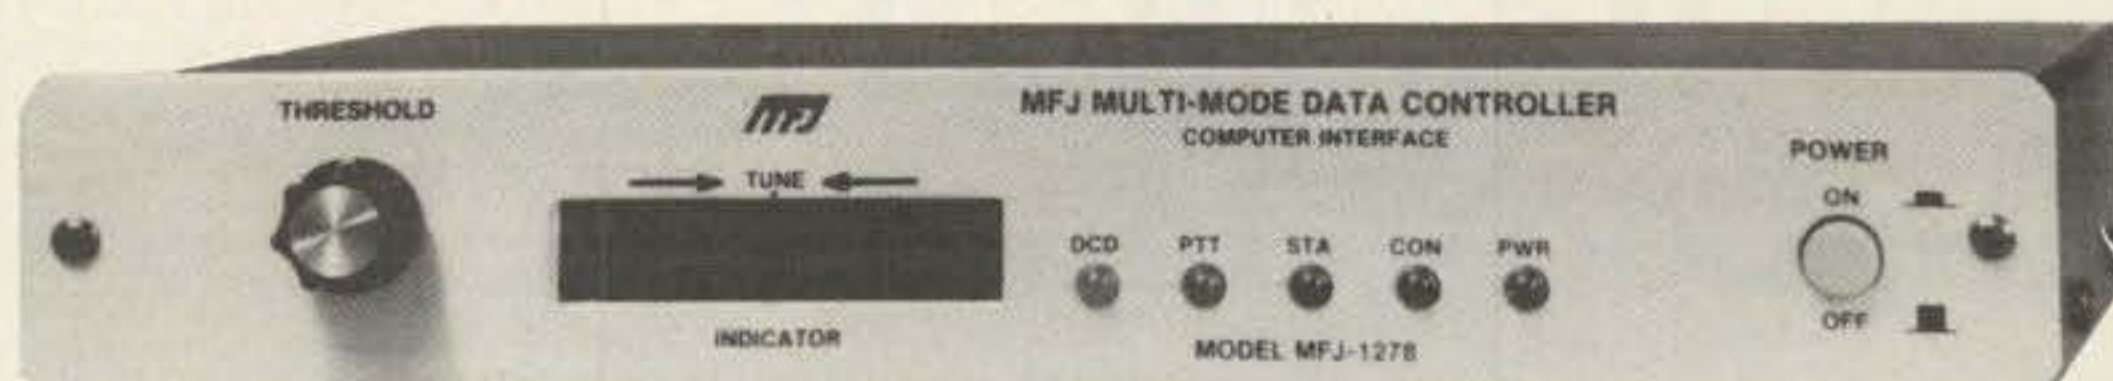 THRESHOLD
MFJ
MFJ MULTI-MODE DATA CONTROLLER
COMPUTER INTERFACE
TUNE
POWER
ON
DCD PTT STA CON PWR
OFF
INDICATOR
MODEL MFJ-1278